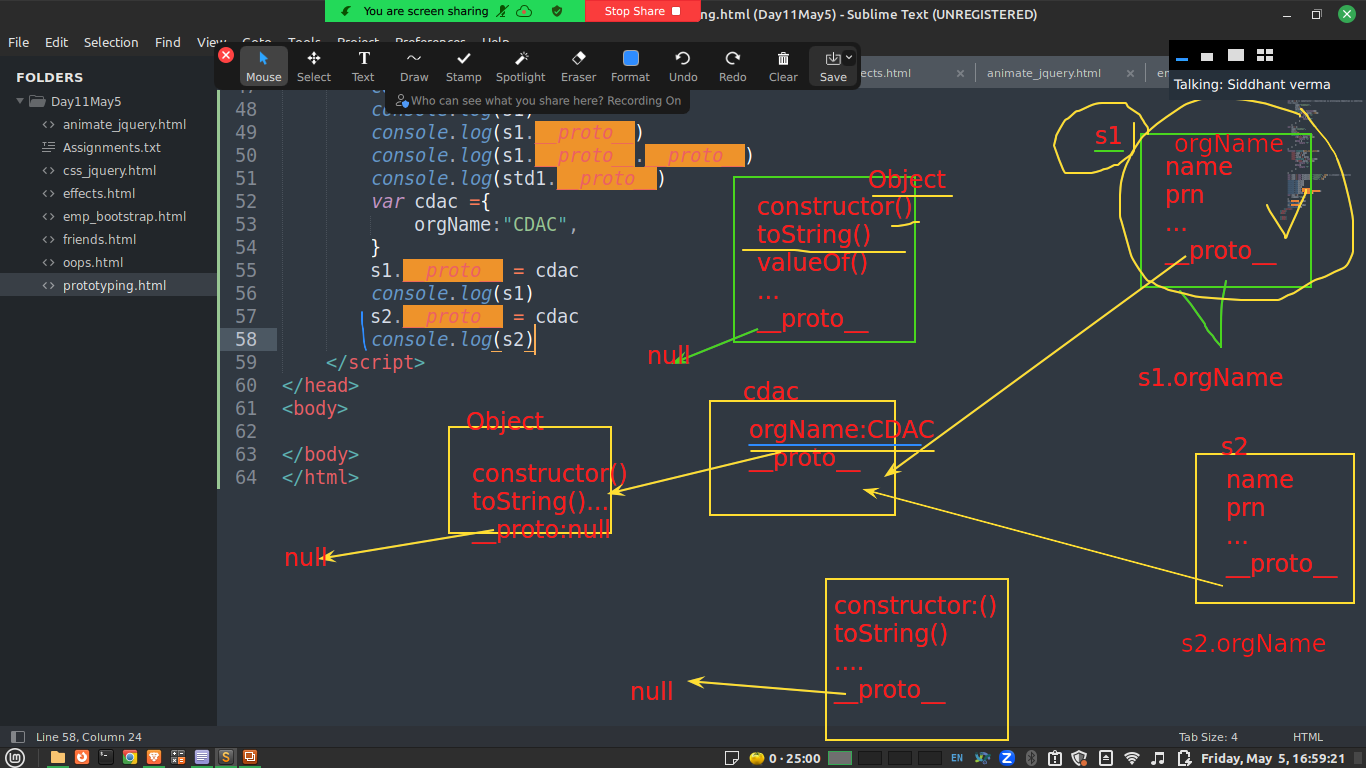 You are screen sharing
Stop Share
ng.html (Day11May5) - Sublime Text (UNREGISTERED)
File Edit Selection Find View Goto Tools Project Preferences Help
Mouse Select Text Draw Stamp Spotlight Eraser Format Undo Redo Clear Save
Who can see what you share here? Recording On
ects.html
animate_jquery.html
Talking: Siddhant verma
FOLDERS
Day11May5
animate_jquery.html
Assignments.txt
css_jquery.html
effects.html
emp_bootstrap.html
friends.html
oops.html
prototyping.html
48 console.log(s1)
49 console.log(s1.__proto__)
50 console.log(s1.__proto__.__proto__)
51 console.log(std1.__proto__)
52 var cdac ={
53 orgName:"CDAC",
54 }
55 s1.__proto__ = cdac
56 console.log(s1)
57 s2.__proto__ = cdac
58 console.log(s2)
59 </script>
60 </head>
61 <body>
62
63 </body>
64 </html>
Object
constructor()
toString()
valueOf()
...
__proto__
null
s1
orgName
name
prn
...
__proto__
s1.orgName
cdac
orgName:CDAC
__proto__
Object
constructor()
toString()...
__proto:null
null
s2
name
prn
...
__proto__
s2.orgName
constructor:()
toString()
....
__proto__
null
Line 58, Column 24
Tab Size: 4
HTML
0 · 25:00
EN
Friday, May 5, 16:59:21